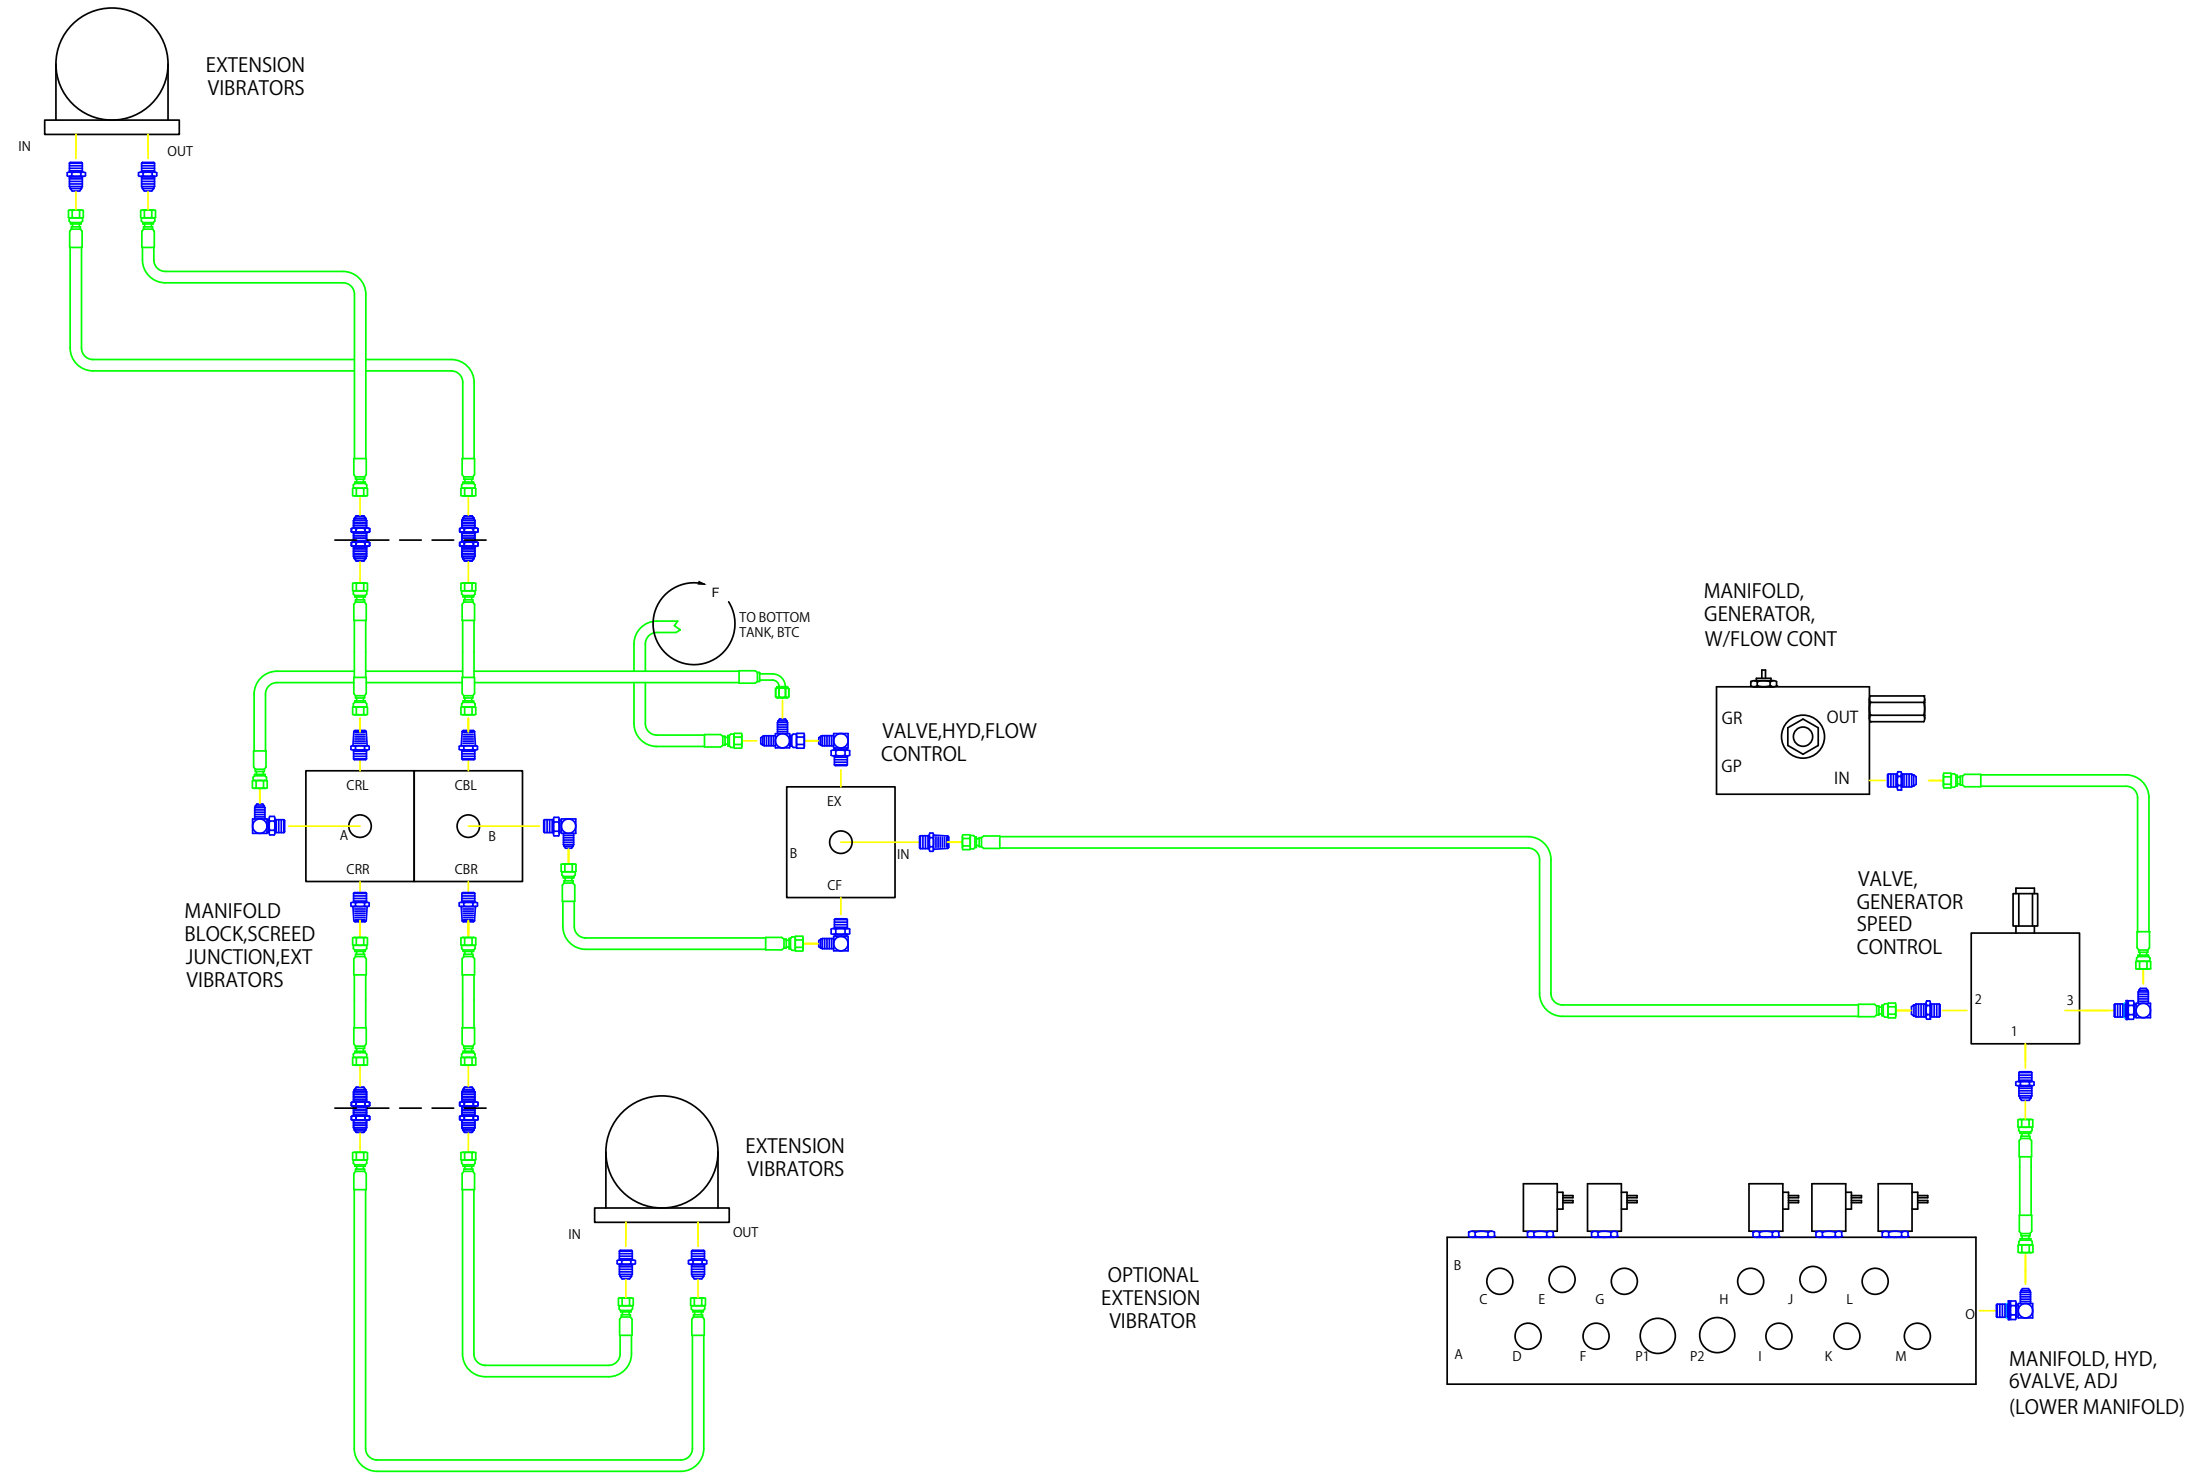 EXTENSION
VIBRATORS
IN
OUT
F
TO BOTTOM
TANK, BTC
MANIFOLD,
GENERATOR,
W/FLOW CONT
GR
OUT
GP
IN
VALVE,HYD,FLOW
CONTROL
CRL
CBL
A
B
CRR
CBR
EX
B
IN
CF
MANIFOLD
BLOCK,SCREED
JUNCTION,EXT
VIBRATORS
VALVE,
GENERATOR
SPEED
CONTROL
2
3
1
EXTENSION
VIBRATORS
IN
OUT
OPTIONAL
EXTENSION
VIBRATOR
B
C
E
G
H
J
L
O
A
D
F
P1
P2
I
K
M
MANIFOLD, HYD,
6VALVE, ADJ
(LOWER MANIFOLD)